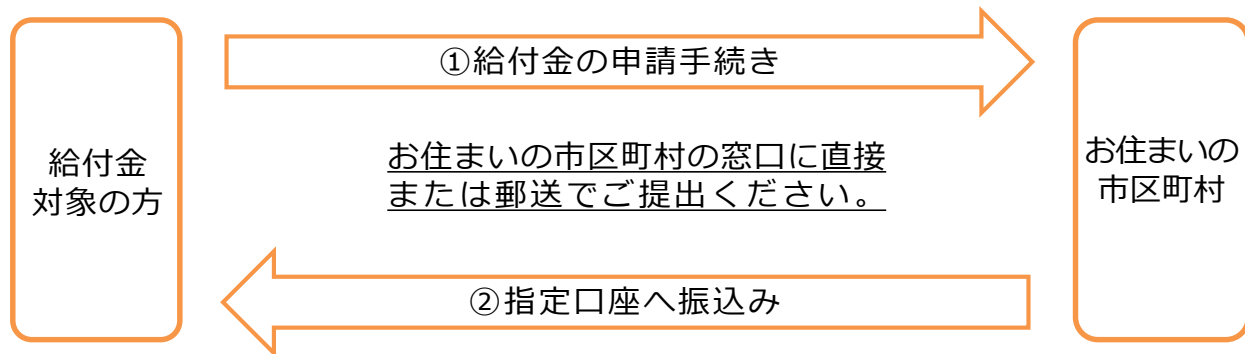 ①給付金の申請手続き
給付金
対象の方
お住まいの市区町村の窓口に直接
または郵送でご提出ください。
お住まいの
市区町村
②指定口座へ振込み